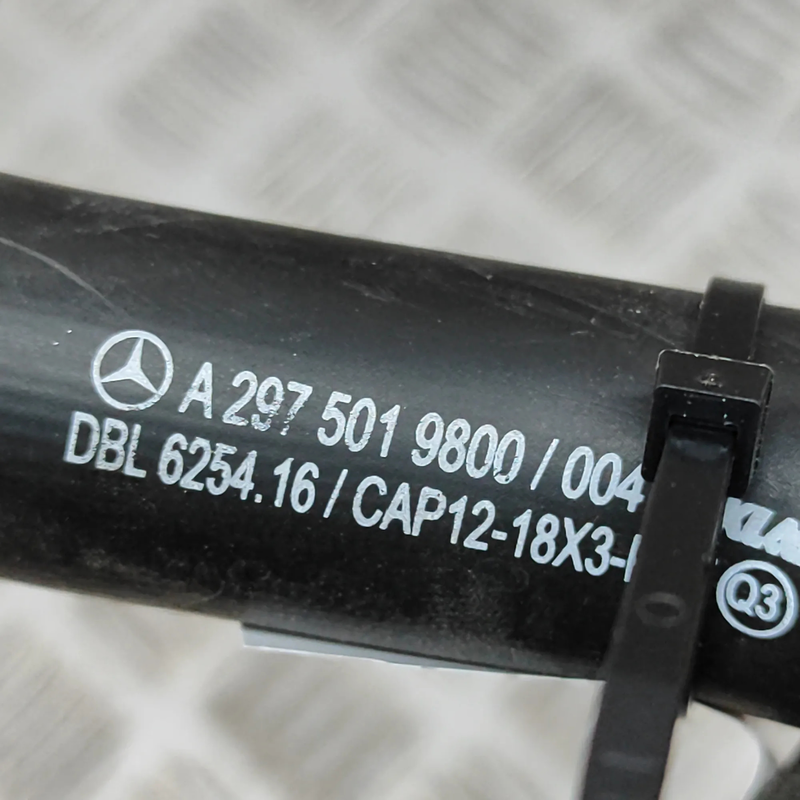 A 297 501 9800 / 004
DBL 6254.16 / CAP12-18X3-
Q3